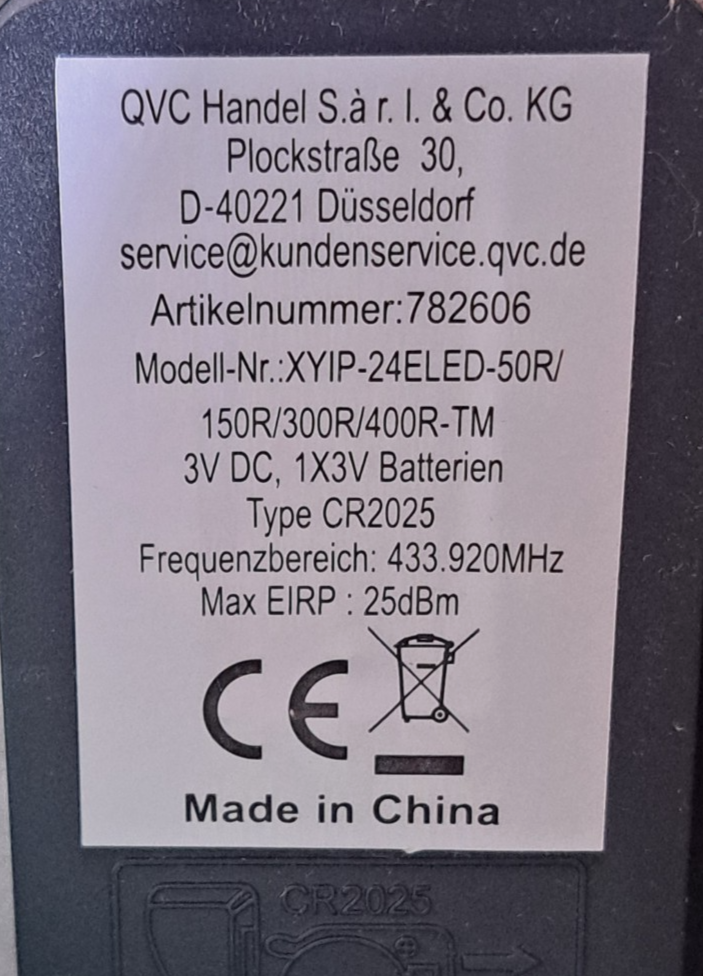 QVC Handel S.à r. l. & Co. KG
Plockstraße 30,
D-40221 Düsseldorf
service@kundenservice.qvc.de
Artikelnummer:782606
Modell-Nr.:XYIP-24ELED-50R/
150R/300R/400R-TM
3V DC, 1X3V Batterien
Type CR2025
Frequenzbereich: 433.920MHz
Max EIRP : 25dBm
CE
Made in China
CR2025